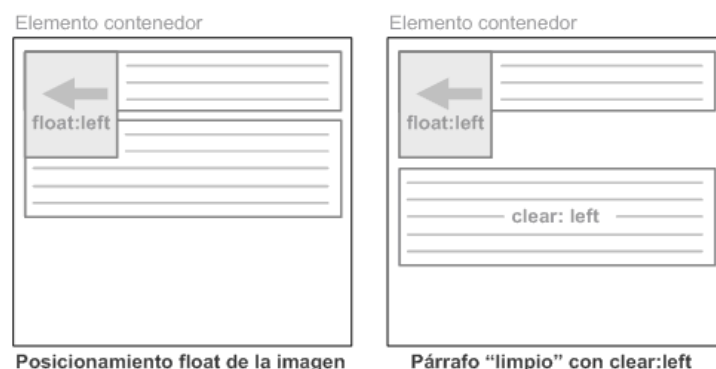 Elemento contenedor
float:left
Posicionamiento float de la imagen
Elemento contenedor
float:left
clear: left
Párrafo “limpio” con clear:left